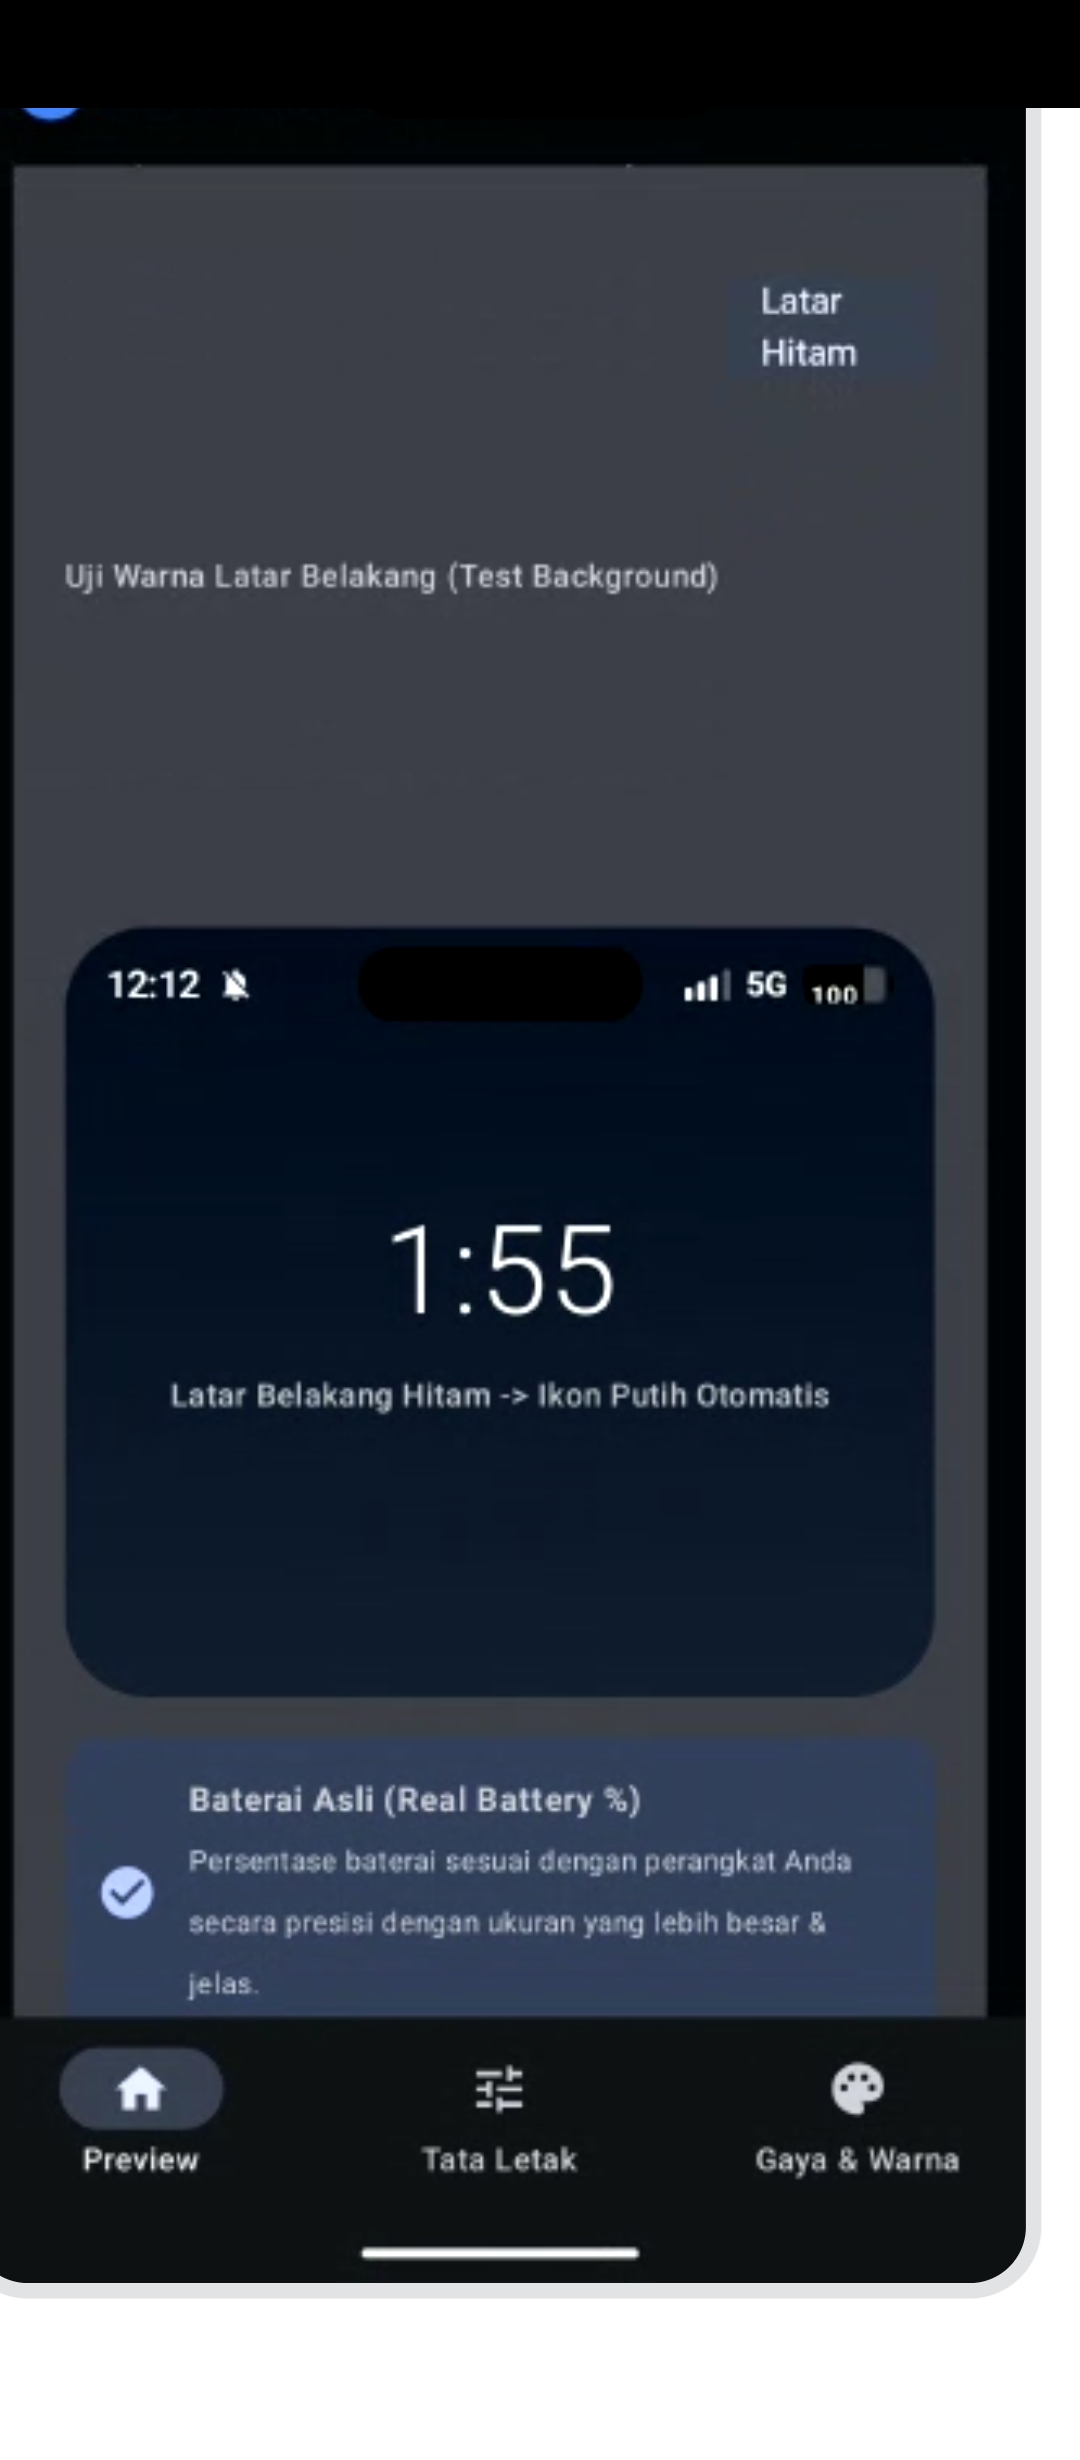 Latar
Hitam
Uji Warna Latar Belakang (Test Background)
12:12 5G 100
1:55
Latar Belakang Hitam -> Ikon Putih Otomatis
Baterai Asli (Real Battery %)
Persentase baterai sesuai dengan perangkat Anda
secara presisi dengan ukuran yang lebih besar &
jelas.
Preview Tata Letak Gaya & Warna